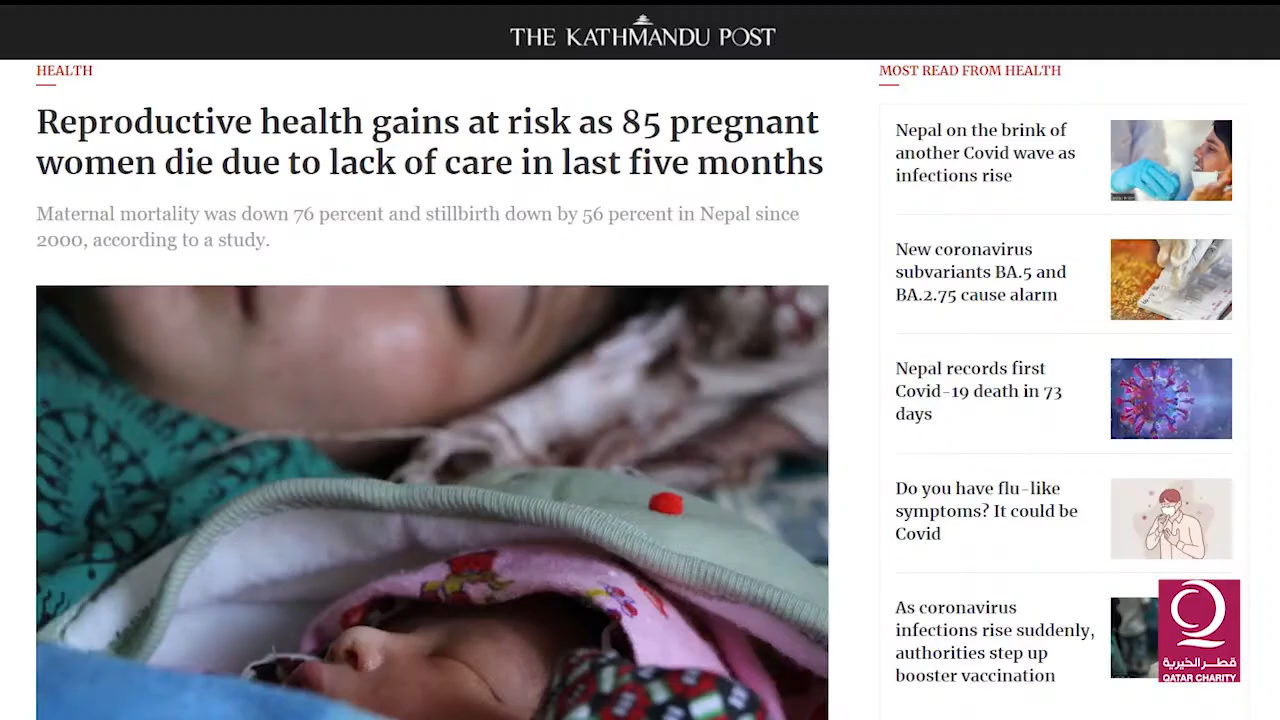 THE KATHMANDU POST
HEALTH
Reproductive health gains at risk as 85 pregnant
women die due to lack of care in last five months
Maternal mortality was down 76 percent and stillbirth down by 56 percent in Nepal since
2000, according to a study.
MOST READ FROM HEALTH
Nepal on the brink of
another Covid wave as
infections rise
New coronavirus
subvariants BA.5 and
BA.2.75 cause alarm
Nepal records first
Covid-19 death in 73
days
Do you have flu-like
symptoms? It could be
Covid
As coronavirus
infections rise suddenly,
authorities step up
booster vaccination
قطر الخيرية
QATAR CHARITY